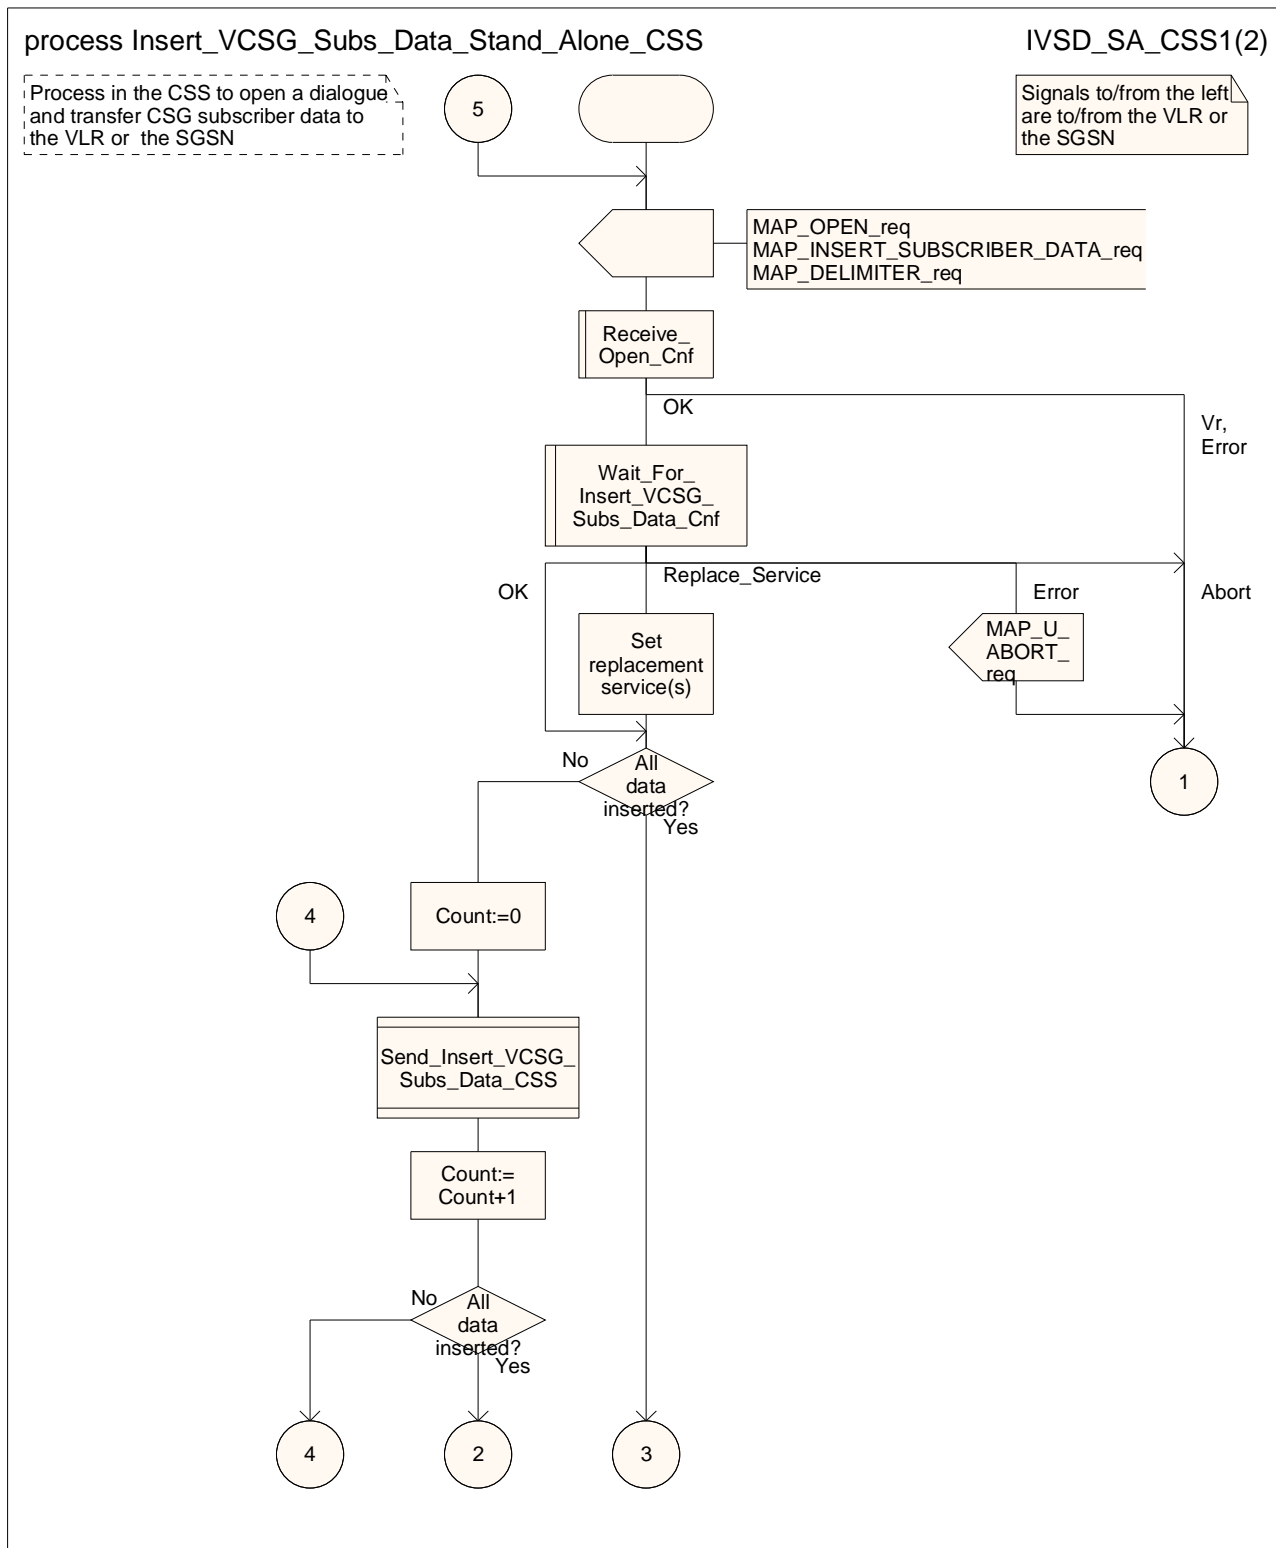 process Insert_VCSG_Subs_Data_Stand_Alone_CSS
IVSD_SA_CSS1(2)
Process in the CSS to open a dialogue
and transfer CSG subscriber data to
the VLR or the SGSN
5
Signals to/from the left
are to/from the VLR or
the SGSN
MAP_OPEN_req
MAP_INSERT_SUBSCRIBER_DATA_req
MAP_DELIMITER_req
Receive_
Open_Cnf
OK
Vr,
Error
Wait_For_
Insert_VCSG_
Subs_Data_Cnf
OK
Replace_Service
Error
Abort
Set
replacement
service(s)
MAP_U_
ABORT_
req
No
All
data
inserted?
Yes
1
4
Count:=0
Send_Insert_VCSG_
Subs_Data_CSS
Count:=
Count+1
No
All
data
inserted?
Yes
4
2
3